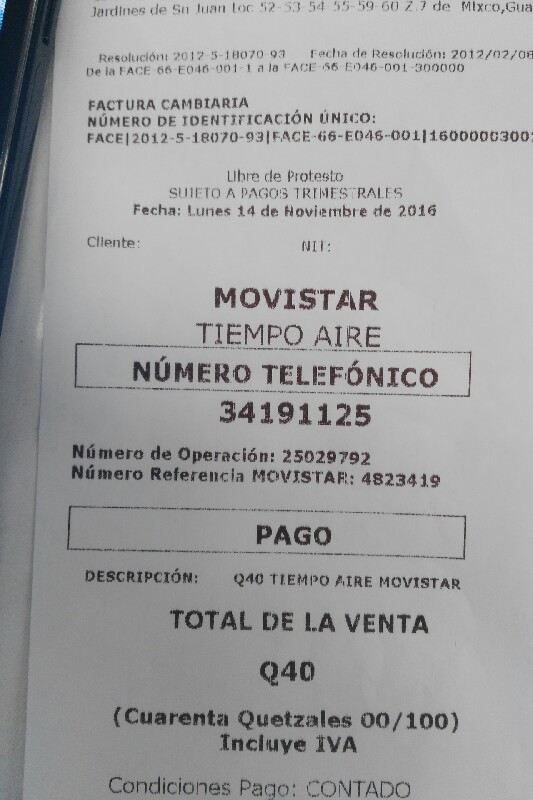 Jardines de Sn Juan Loc 52-53-54-55-59-60 Z.7 de Mixco,Gua
Resolución: 2012-5-18070-93 Fecha de Resolución: 2012/02/08
De la FACE-66-E046-001-1 a la FACE-66-E046-001-300000
FACTURA CAMBIARIA
NÚMERO DE IDENTIFICACIÓN ÚNICO:
FACE|2012-5-18070-93|FACE-66-E046-001|16000000300
Libre de Protesto
SUJETO A PAGOS TRIMESTRALES
Fecha: Lunes 14 de Noviembre de 2016
Cliente: NIT:
MOVISTAR
TIEMPO AIRE
NÚMERO TELEFÓNICO
34191125
Número de Operación: 25029792
Número Referencia MOVISTAR: 4823419
PAGO
DESCRIPCIÓN: Q40 TIEMPO AIRE MOVISTAR
TOTAL DE LA VENTA
Q40
(Cuarenta Quetzales 00/100)
Incluye IVA
Condiciones Pago: CONTADO